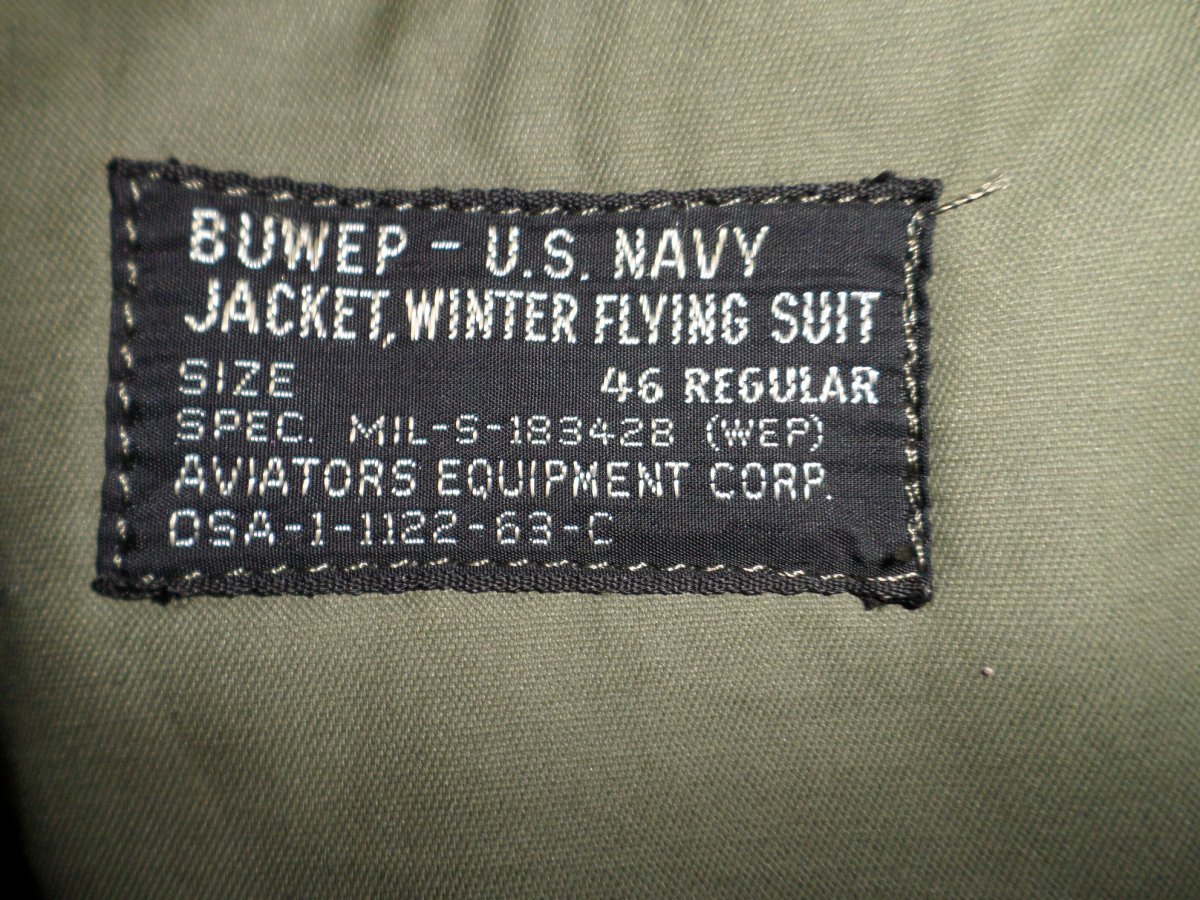 BUWEP - U.S. NAVY
JACKET, WINTER FLYING SUIT
SIZE 46 REGULAR
SPEC. MIL-S-18342B (WEP)
AVIATORS EQUIPMENT CORP.
DSA-1-1122-63-C